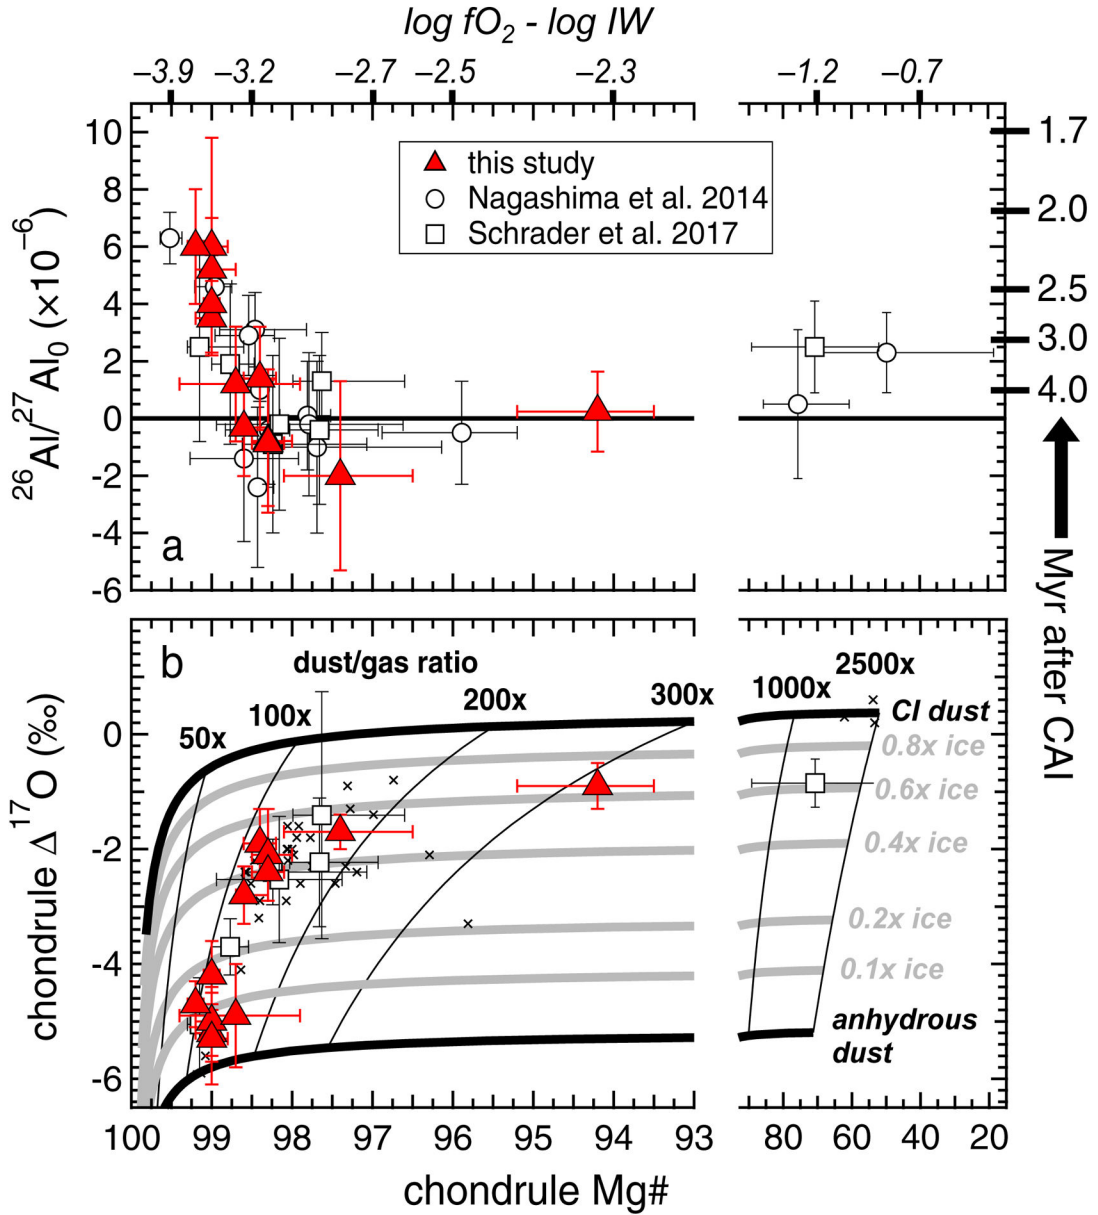 log fO2 - log IW
−3.9 −3.2 −2.7 −2.5 −2.3 −1.2 −0.7
26Al/27Al0 (×10−6)
10
8
6
4
2
0
-2
-4
-6
this study
Nagashima et al. 2014
Schrader et al. 2017
a
1.7
2.0
2.5
3.0
4.0
Myr after CAI
b
dust/gas ratio
50x
100x
200x
300x
1000x
2500x
CI dust
0.8x ice
0.6x ice
0.4x ice
0.2x ice
0.1x ice
anhydrous
dust
chondrule Δ17O (‰)
0
-2
-4
-6
100 99 98 97 96 95 94 93 80 60 40 20
chondrule Mg#